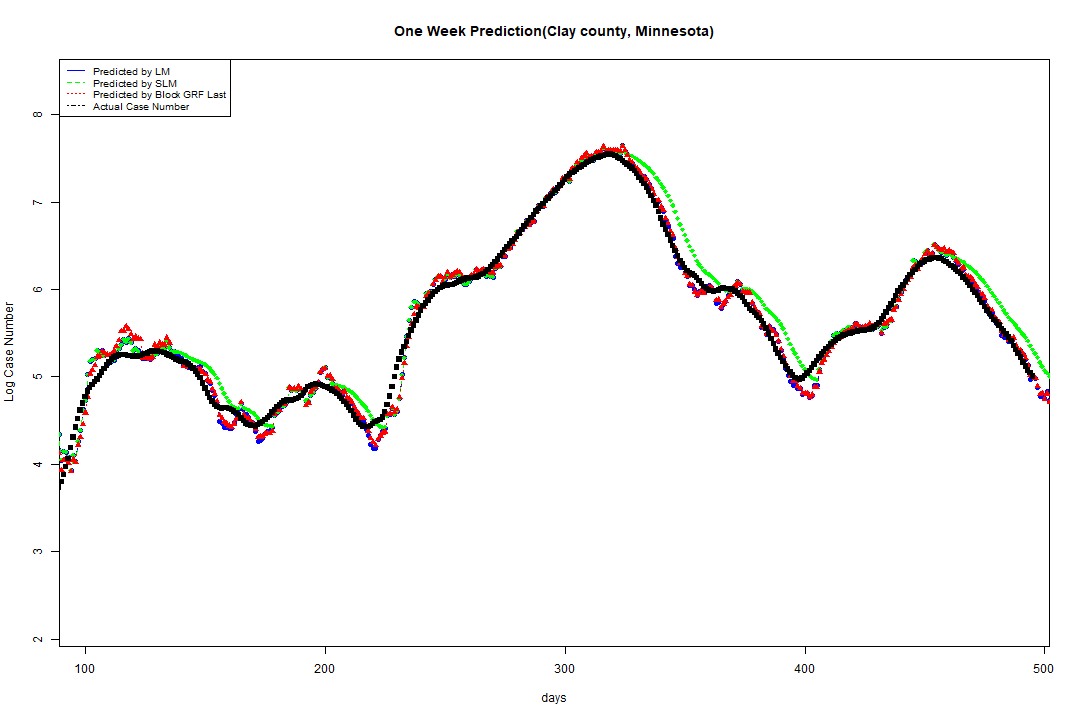 One Week Prediction(Clay county, Minnesota)
Predicted by LM
Predicted by SLM
Predicted by Block GRF Last
Actual Case Number
8
7
6
5
4
3
2
Log Case Number
100 200 300 400 500
days